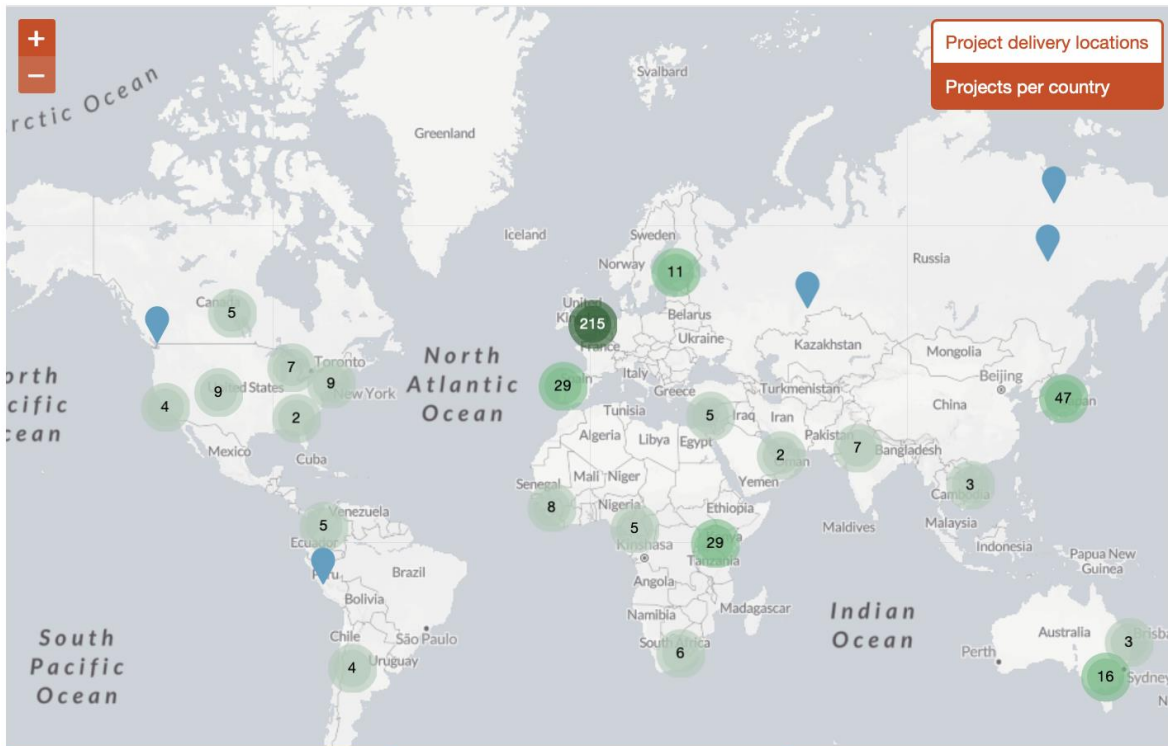 +
−
Project delivery locations
Projects per country
Arctic Ocean
Svalbard
Greenland
Iceland
Sweden
Norway
Russia
11
Canada
5
United
215
France
Belarus
Ukraine
Kazakhstan
Mongolia
7
Toronto
9
New York
United States
9
4
2
North
Atlantic
Ocean
29
Italy
Greece
Turkmenistan
Beijing
China
47
Mexico
Cuba
Tunisia
Algeria
Libya
Egypt
5
Iraq
Iran
Pakistan
7
Bangladesh
2
Oman
Yemen
Mali
Niger
Senegal
8
Nigeria
5
Ethiopia
Kinshasa
29
Tanzania
3
Cambodia
Maldives
Malaysia
Indonesia
Papua New
Guinea
Venezuela
5
Ecuador
Peru
Brazil
Bolivia
Chile
São Paulo
Uruguay
4
Angola
Namibia
Madagascar
South Africa
6
Indian
Ocean
South
Pacific
Ocean
Australia
3
Perth
16
Sydney